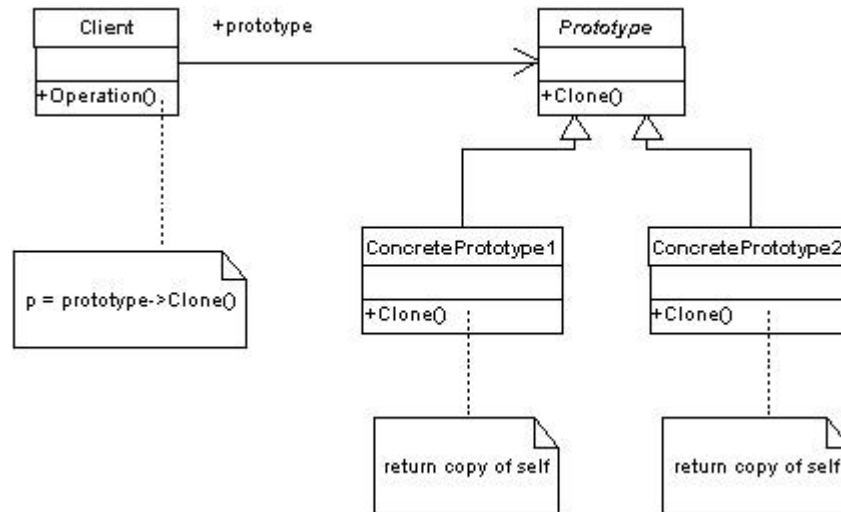 Client
+prototype
Prototype
+Operation()
+Clone()
ConcretePrototype1
ConcretePrototype2
p = prototype->Clone()
+Clone()
+Clone()
return copy of self
return copy of self